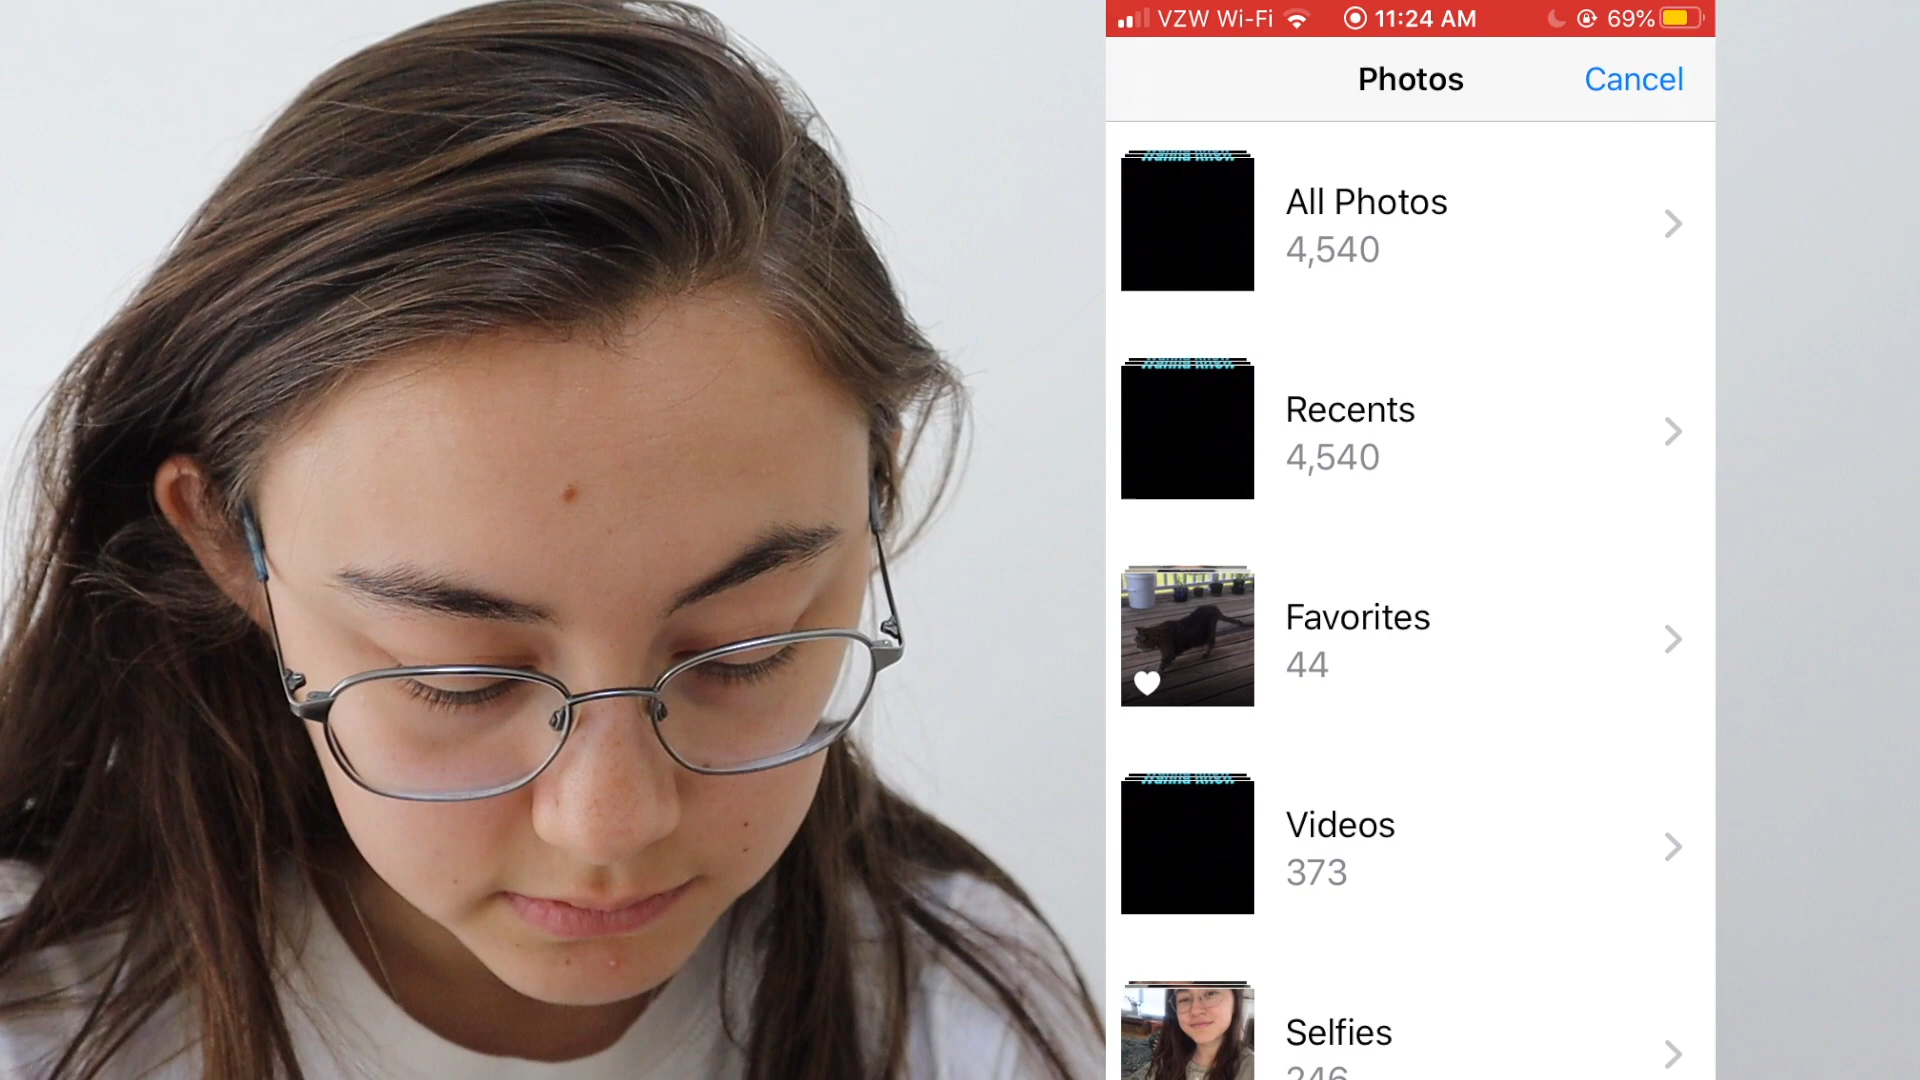 VZW Wi-Fi 11:24 AM 69%
Photos Cancel
All Photos
4,540
Recents
4,540
Favorites
44
Videos
373
Selfies
246